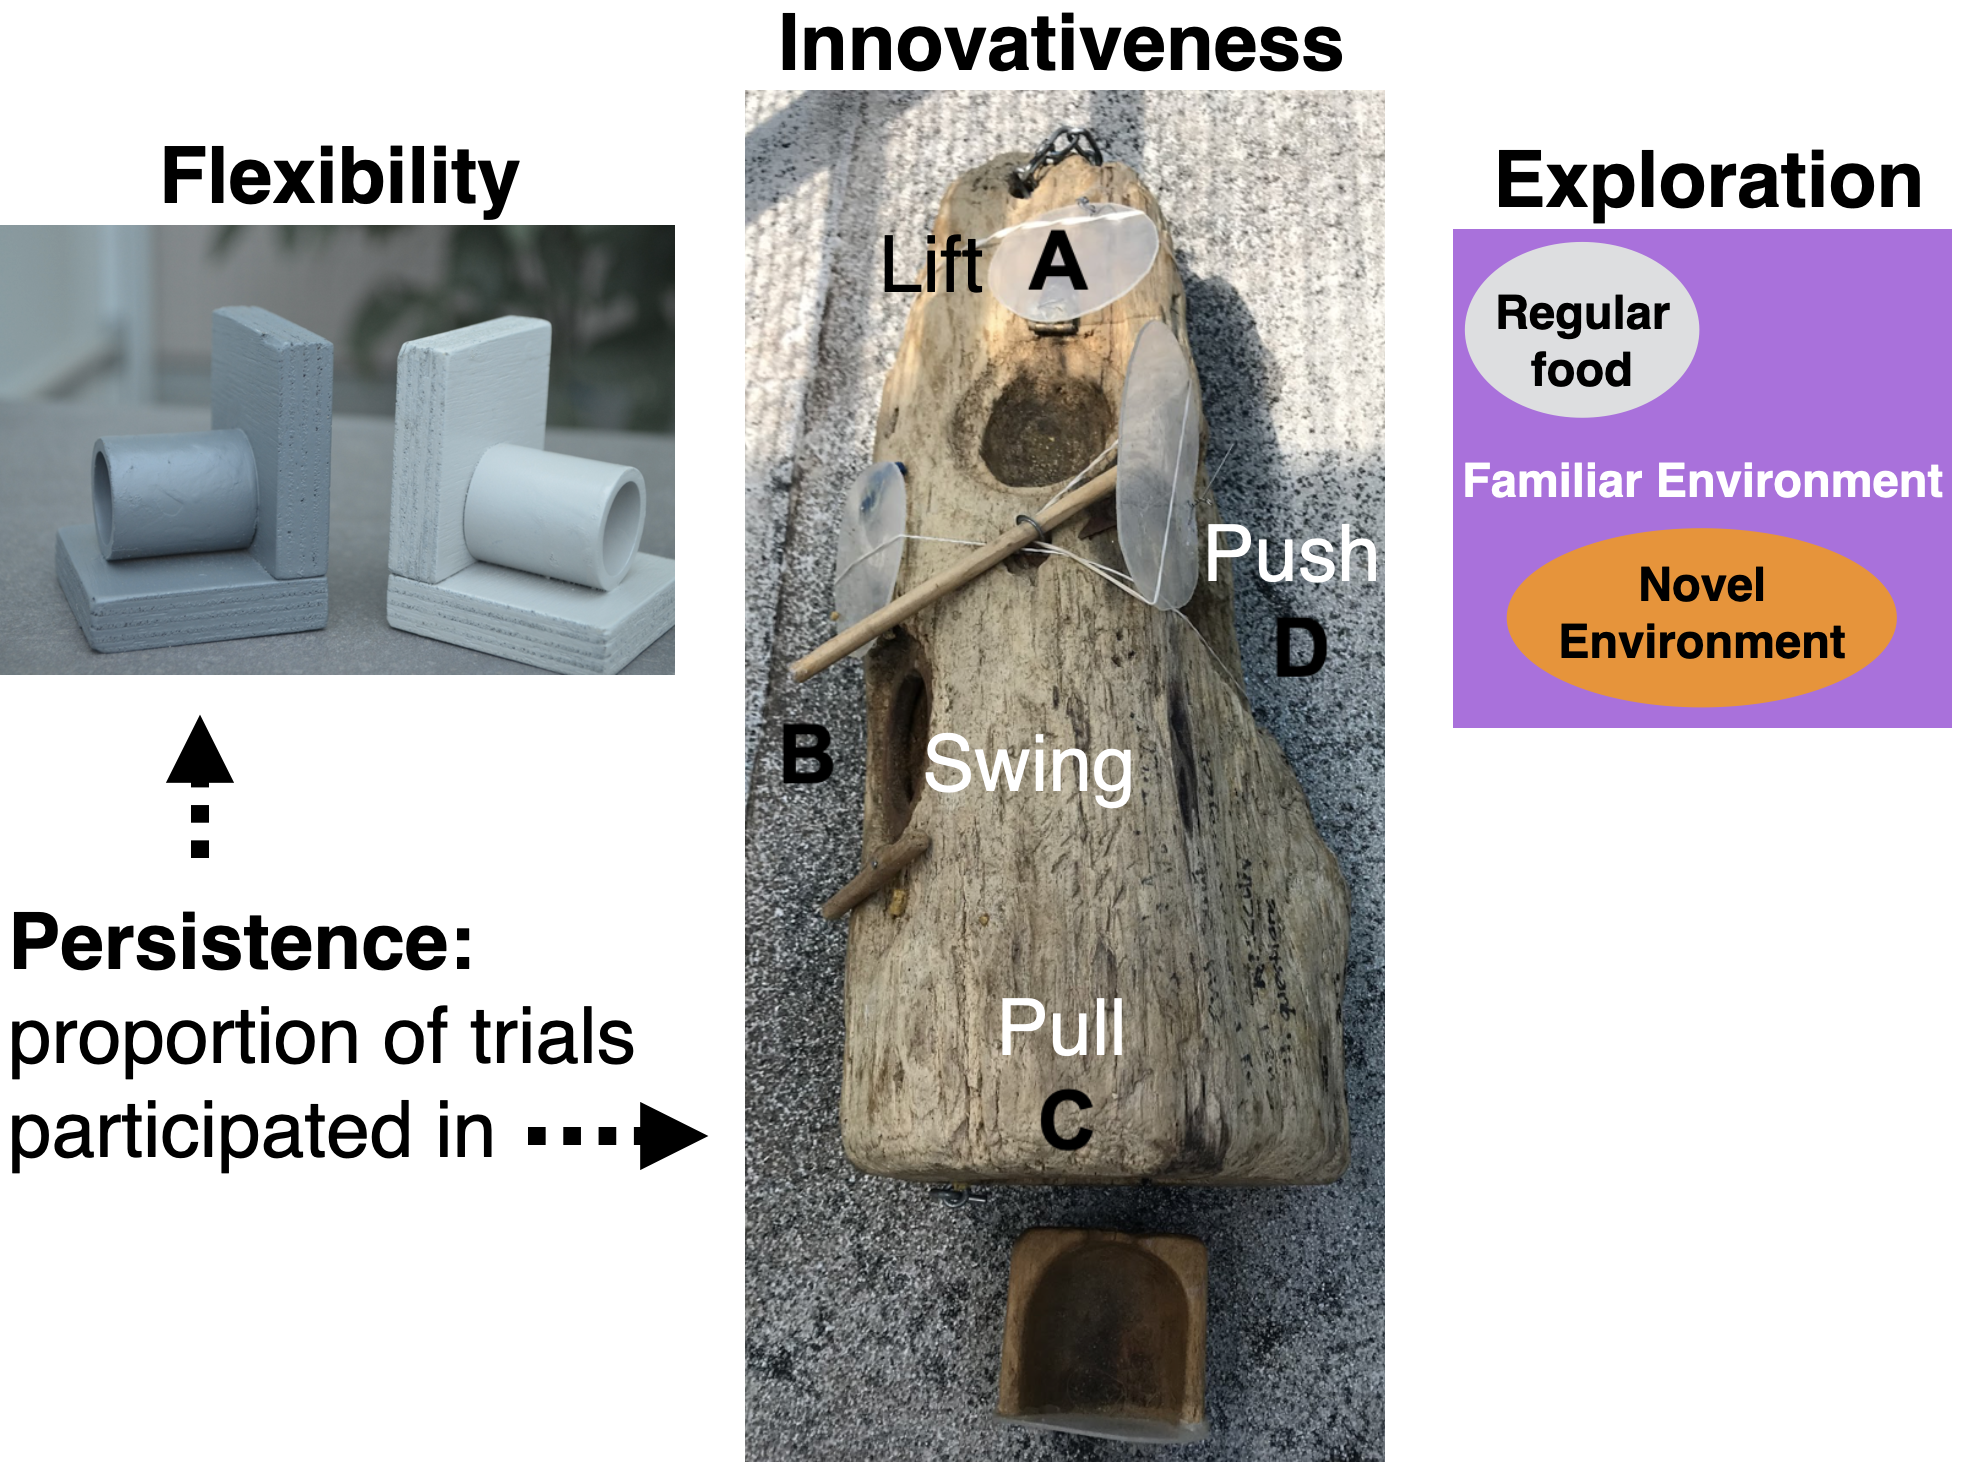 Innovativeness
Flexibility
Exploration
Lift A
Regular
food
Familiar Environment
Push
Novel
Environment
D
B
Swing
Persistence:
proportion of trials
participated in
Pull
C